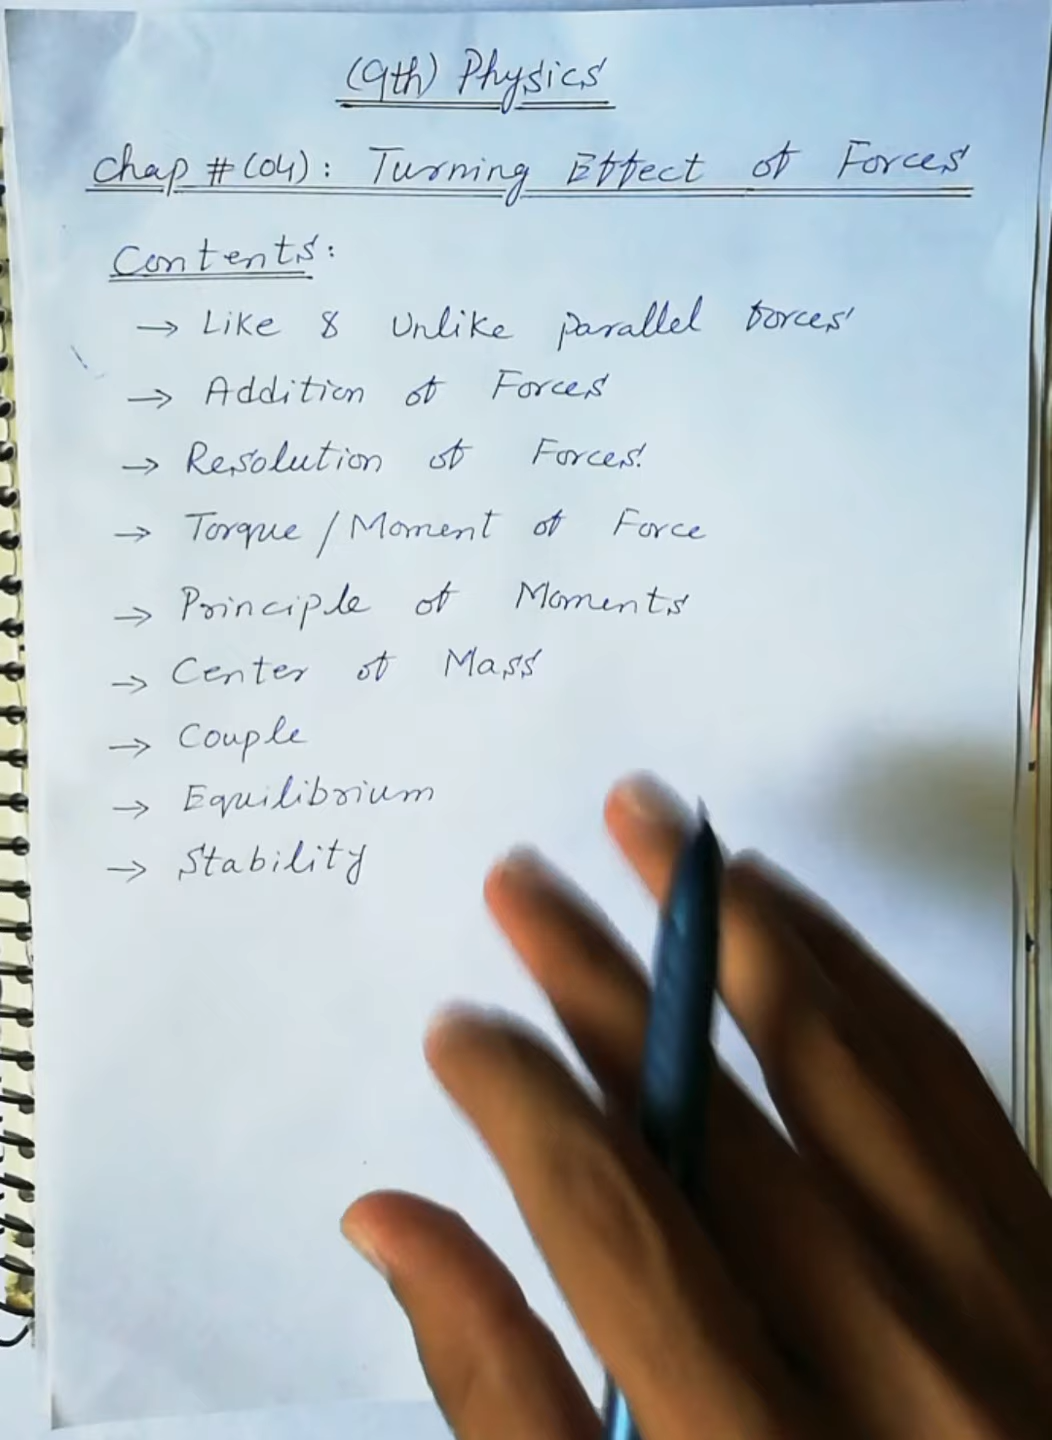 (9th) Physics
Chap # (04): Turning Effect of Forces
Contents:
→ Like & Unlike parallel forces
→ Addition of Forces
→ Resolution of Forces.
→ Torque / Moment of Force
→ Principle of Moments
→ Center of Mass
→ Couple
→ Equilibrium
→ Stability